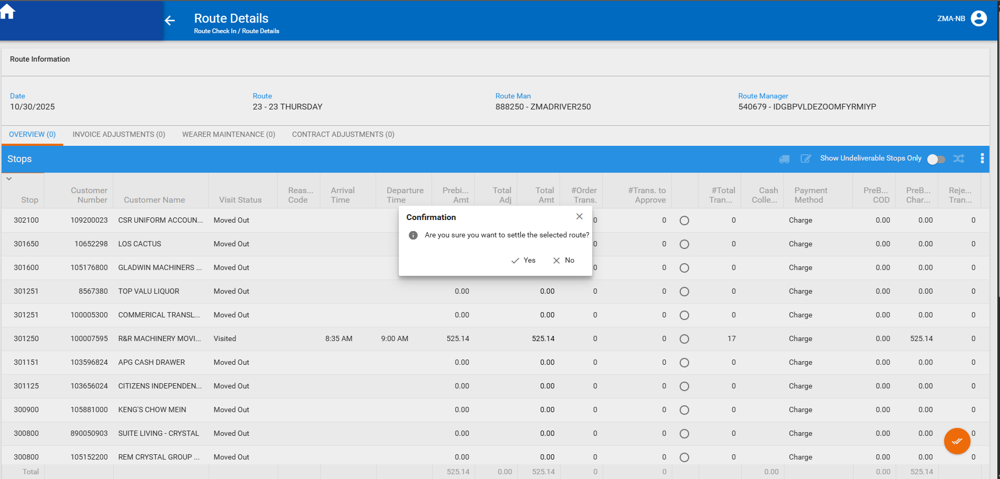 Route Details
Route Check In / Route Details
ZMA-NB
Route Information
Date Route Route Man Route Manager
10/30/2025 23 - 23 THURSDAY 888250 - ZMADRIVER250 540679 - IDGBPVLDEZOOMFYRMIYP
OVERVIEW (0) INVOICE ADJUSTMENTS (0) WEARER MAINTENANCE (0) CONTRACT ADJUSTMENTS (0)
Stops Show Undeliverable Stops Only
Customer Reas... Arrival Departure Prebi... Total Total #Order #Trans. to #Total Cash Payment PreB... PreB... Reje...
Stop Number Customer Name Visit Status Code Time Time Amt Adj Amt Trans. Approve Tran... Colle... Method COD Char... Tran...
302100 109200023 CSR UNIFORM ACCOUN... Moved Out 0 0 0 Charge 0.00 0.00 0
301650 10652298 LOS CACTUS Moved Out 0 0 0 Charge 0.00 0.00 0
301600 105176800 GLADWIN MACHINERS ... Moved Out 0 0 0 Charge 0.00 0.00 0
Confirmation
Are you sure you want to settle the selected route?
Yes No
301251 8567380 TOP VALU LIQUOR Moved Out 0.00 0.00 0 0 0 Charge 0.00 0.00 0
301251 100005300 COMMERICAL TRANSL... Moved Out 0.00 0.00 0 0 0 Charge 0.00 0.00 0
301250 100007595 R&R MACHINERY MOVI... Visited 8:35 AM 9:00 AM 525.14 525.14 0 0 17 Charge 0.00 525.14 0
301151 103596824 APG CASH DRAWER Moved Out 0.00 0.00 0 0 0 Charge 0.00 0.00 0
301125 103656024 CITIZENS INDEPENDEN... Moved Out 0.00 0.00 0 0 0 Charge 0.00 0.00 0
300900 105881000 KENG'S CHOW MEIN Moved Out 0.00 0.00 0 0 0 Charge 0.00 0.00 0
300800 890050903 SUITE LIVING - CRYSTAL Moved Out 0.00 0.00 0 0 0 Charge 0.00 0.00 0
300800 105152200 REM CRYSTAL GROUP ... Moved Out 0.00 0.00 0 0 0 Charge 0.00 0.00 0
Total 525.14 0.00 525.14 0 0 0.00 0.00 525.14